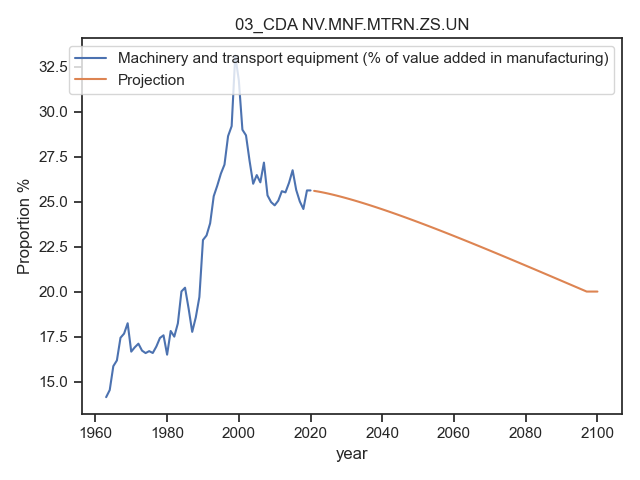 03_CDA NV.MNF.MTRN.ZS.UN
Machinery and transport equipment (% of value added in manufacturing)
Projection
Proportion %
32.5
30.0
27.5
25.0
22.5
20.0
17.5
15.0
1960 1980 2000 2020 2040 2060 2080 2100
year